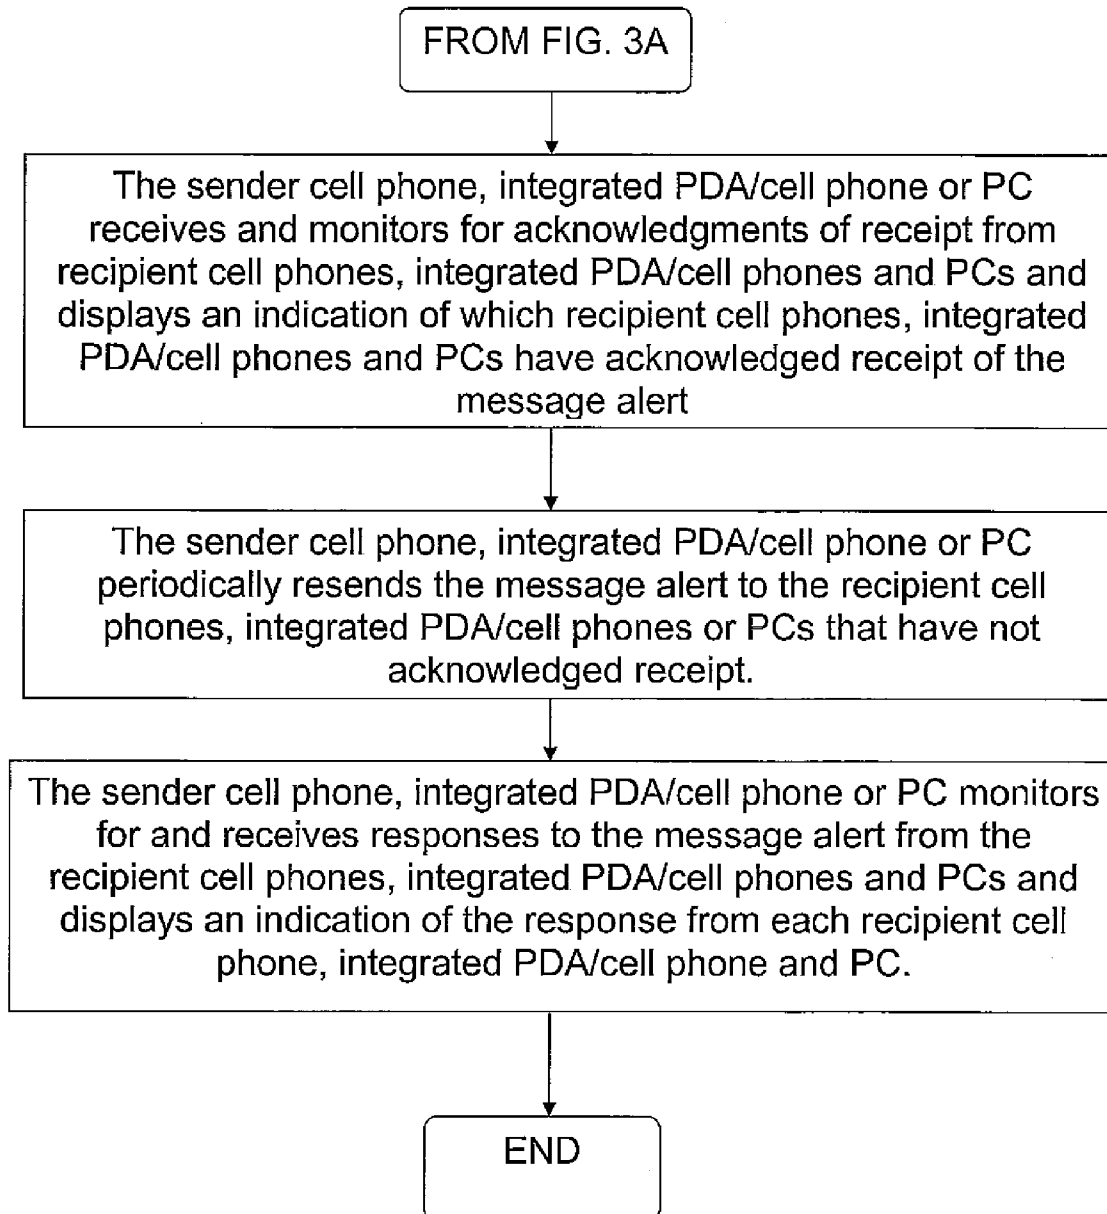 FROM FIG. 3A
The sender cell phone, integrated PDA/cell phone or PC
receives and monitors for acknowledgments of receipt from
recipient cell phones, integrated PDA/cell phones and PCs and
displays an indication of which recipient cell phones, integrated
PDA/cell phones and PCs have acknowledged receipt of the
message alert
The sender cell phone, integrated PDA/cell phone or PC
periodically resends the message alert to the recipient cell
phones, integrated PDA/cell phones or PCs that have not
acknowledged receipt.
The sender cell phone, integrated PDA/cell phone or PC monitors
for and receives responses to the message alert from the
recipient cell phones, integrated PDA/cell phones and PCs and
displays an indication of the response from each recipient cell
phone, integrated PDA/cell phone and PC.
END